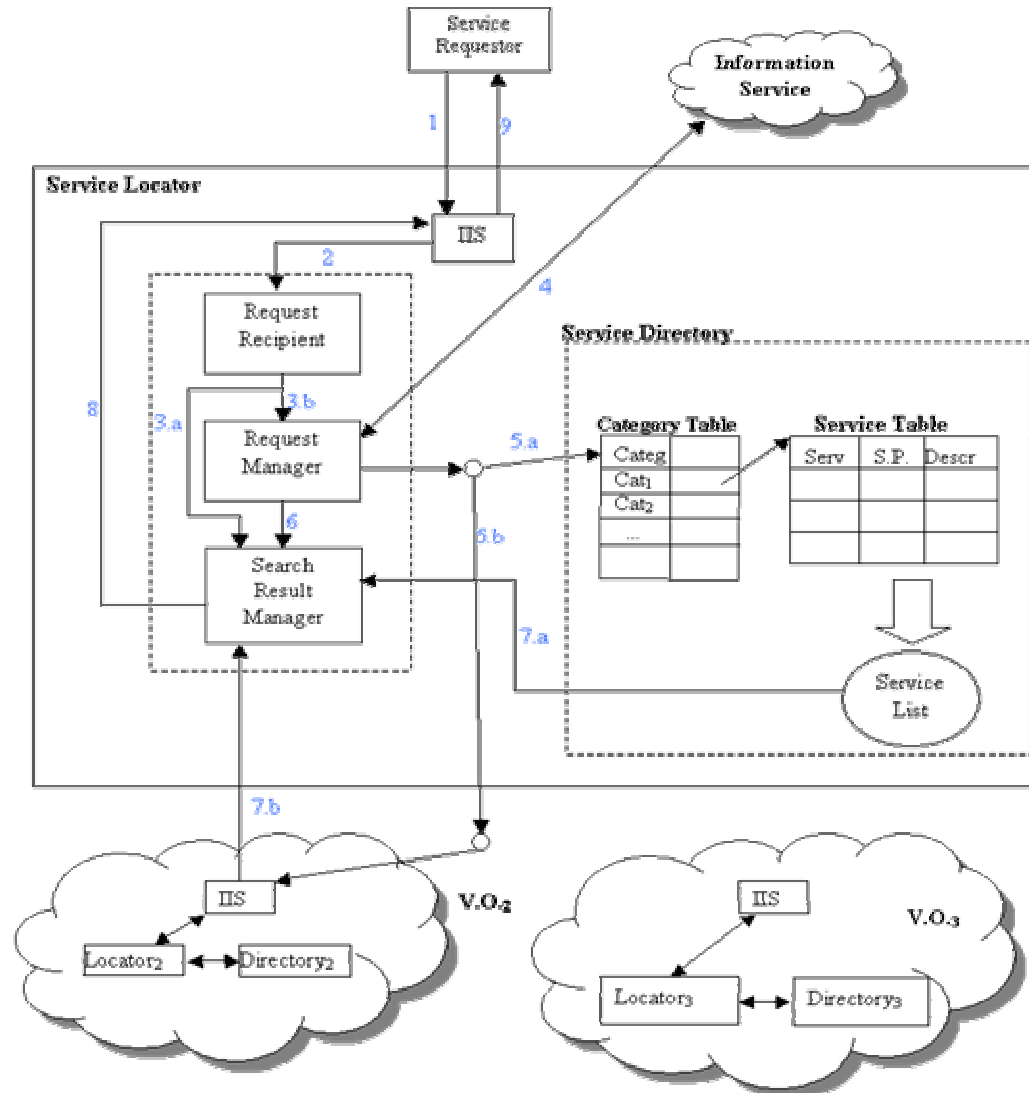 Service
Requestor
Information
Service
1
9
Service Locator
IIS
2
4
Request
Recipient
Service Directory
8
3.a
3.b
Category Table
Service Table
5.a
Request
Manager
Categ
Serv
S.P.
Descr
Cat1
Cat2
...
6
5.b
Search
Result
Manager
7.a
Service
List
7.b
IIS
V.O.2
IIS
V.O.3
Locator2
Directory2
Locator3
Directory3